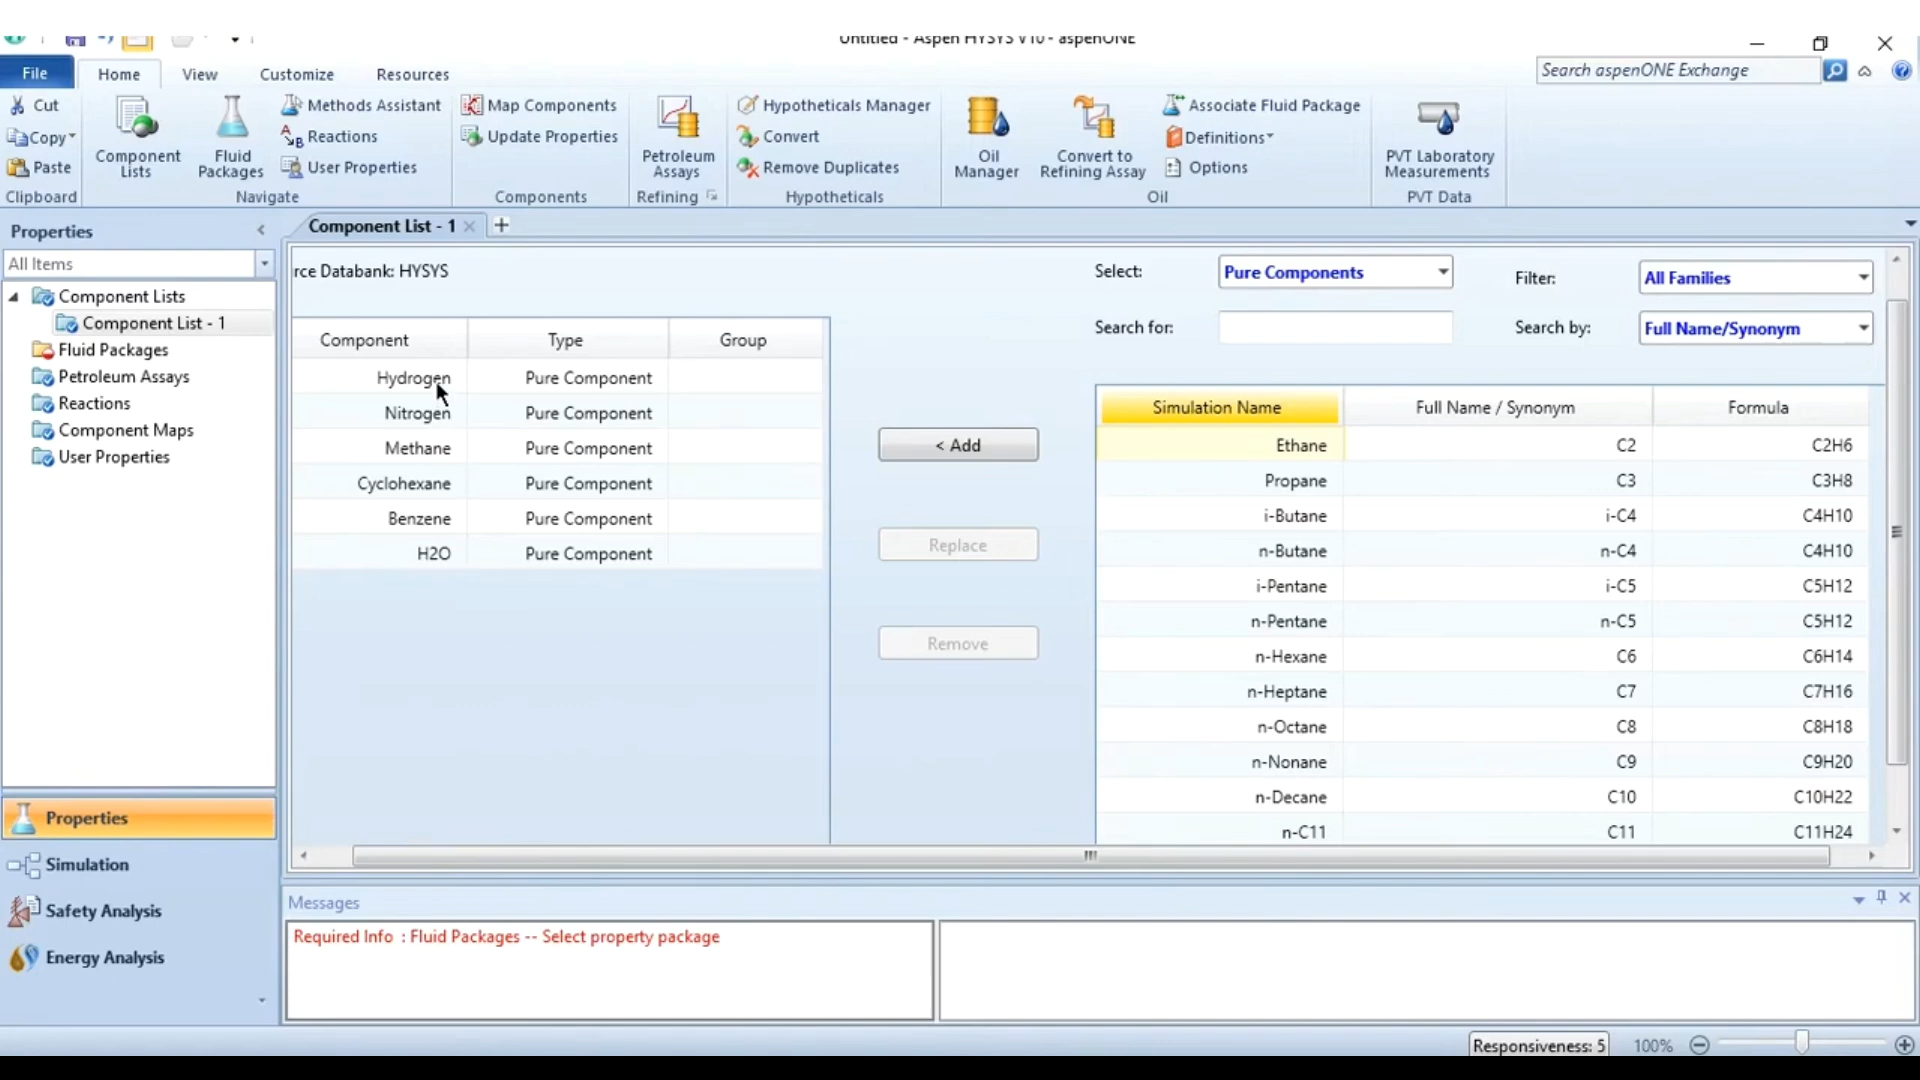 Untitled - Aspen HYSYS V10 - aspenONE
File Home View Customize Resources
Search aspenONE Exchange
Cut
Copy
Paste
Clipboard
Component Lists
Fluid Packages
Methods Assistant
Reactions
User Properties
Navigate
Map Components
Update Properties
Components
Petroleum Assays
Refining
Hypotheticals Manager
Convert
Remove Duplicates
Hypotheticals
Oil Manager
Convert to Refining Assay
Associate Fluid Package
Definitions
Options
Oil
PVT Laboratory Measurements
PVT Data
Properties
All Items
Component Lists
Component List - 1
Fluid Packages
Petroleum Assays
Reactions
Component Maps
User Properties
Properties
Simulation
Safety Analysis
Energy Analysis
Component List - 1
rce Databank: HYSYS
Component Type Group
Hydrogen Pure Component
Nitrogen Pure Component
Methane Pure Component
Cyclohexane Pure Component
Benzene Pure Component
H2O Pure Component
< Add
Replace
Remove
Select: Pure Components
Filter: All Families
Search for:
Search by: Full Name/Synonym
Simulation Name Full Name / Synonym Formula
Ethane C2 C2H6
Propane C3 C3H8
i-Butane i-C4 C4H10
n-Butane n-C4 C4H10
i-Pentane i-C5 C5H12
n-Pentane n-C5 C5H12
n-Hexane C6 C6H14
n-Heptane C7 C7H16
n-Octane C8 C8H18
n-Nonane C9 C9H20
n-Decane C10 C10H22
n-C11 C11 C11H24
Messages
Required Info : Fluid Packages -- Select property package
Responsiveness: 5 100%